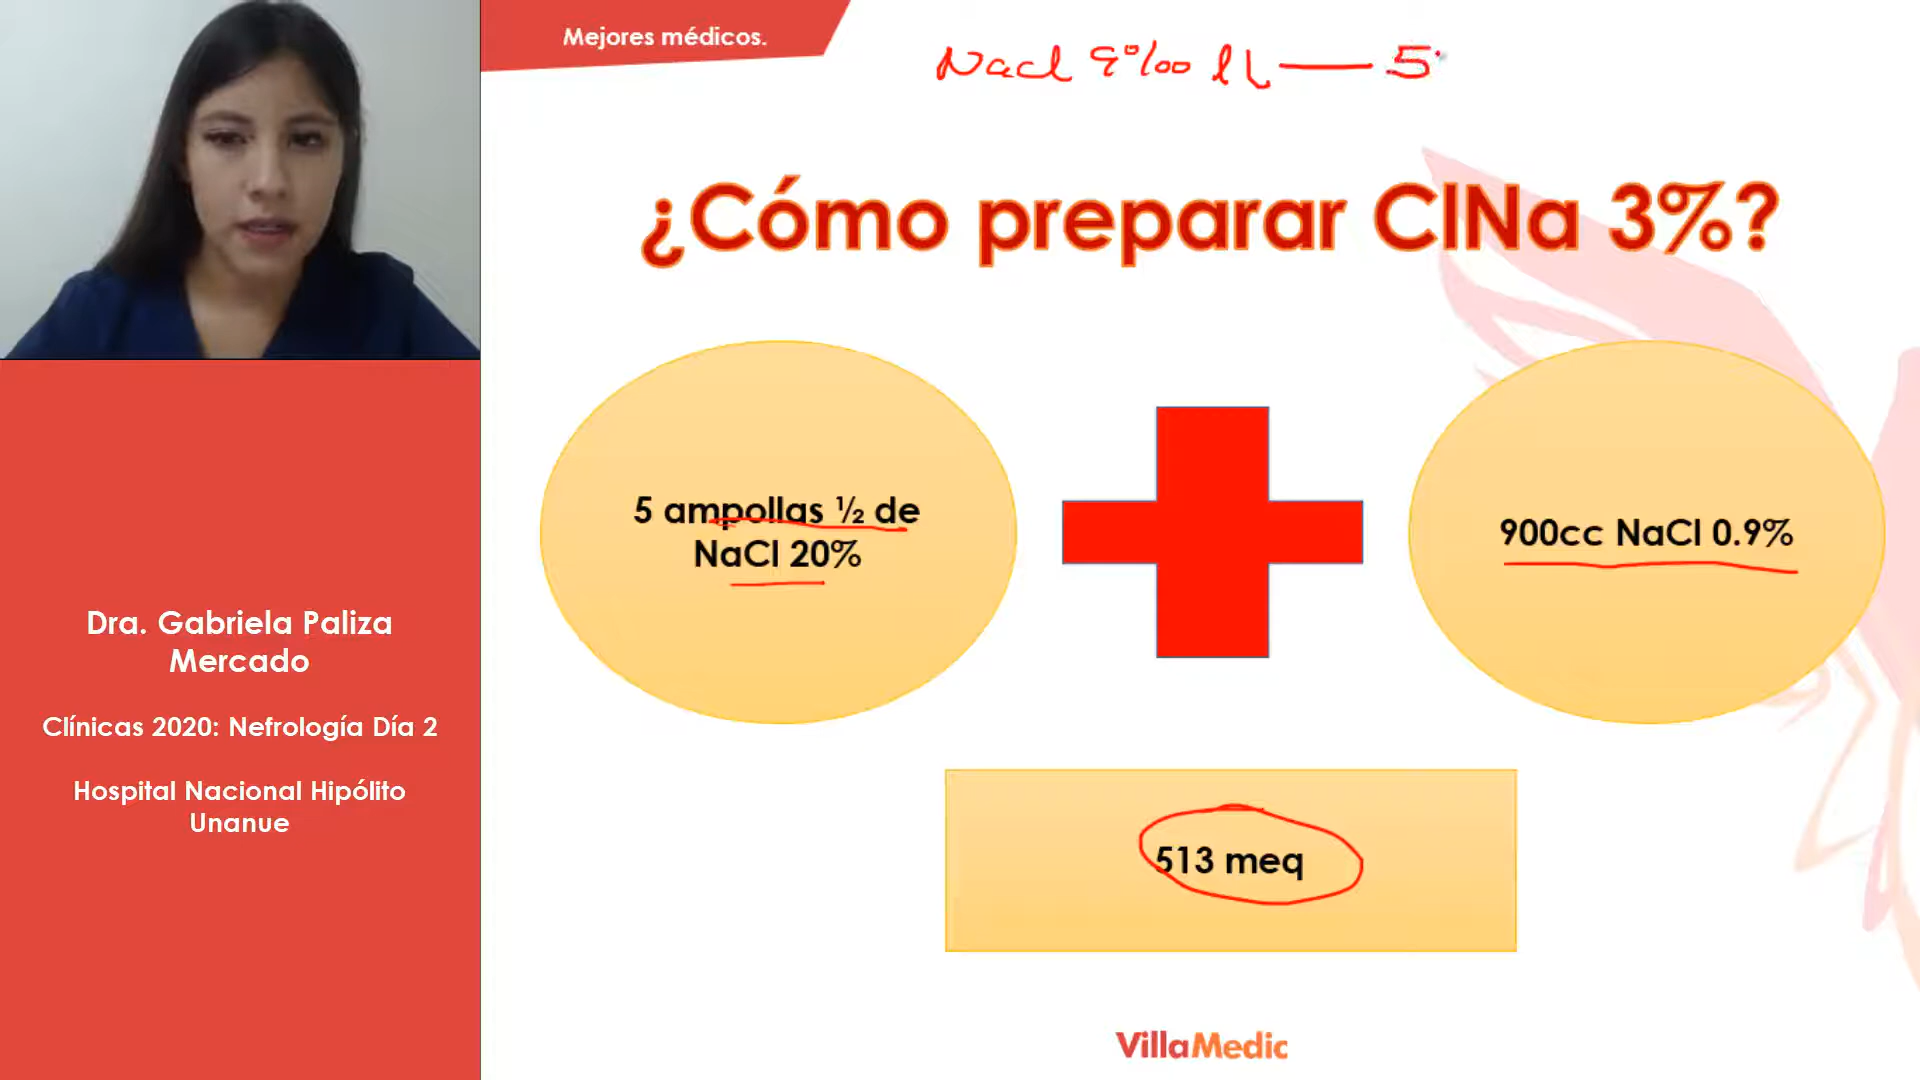 Mejores médicos.
NaCl 9%00 1L — 5
¿Cómo preparar ClNa 3%?
5 ampollas ½ de
NaCl 20%
900cc NaCl 0.9%
513 meq
Dra. Gabriela Paliza
Mercado
Clínicas 2020: Nefrología Día 2
Hospital Nacional Hipólito
Unanue
VillaMedic